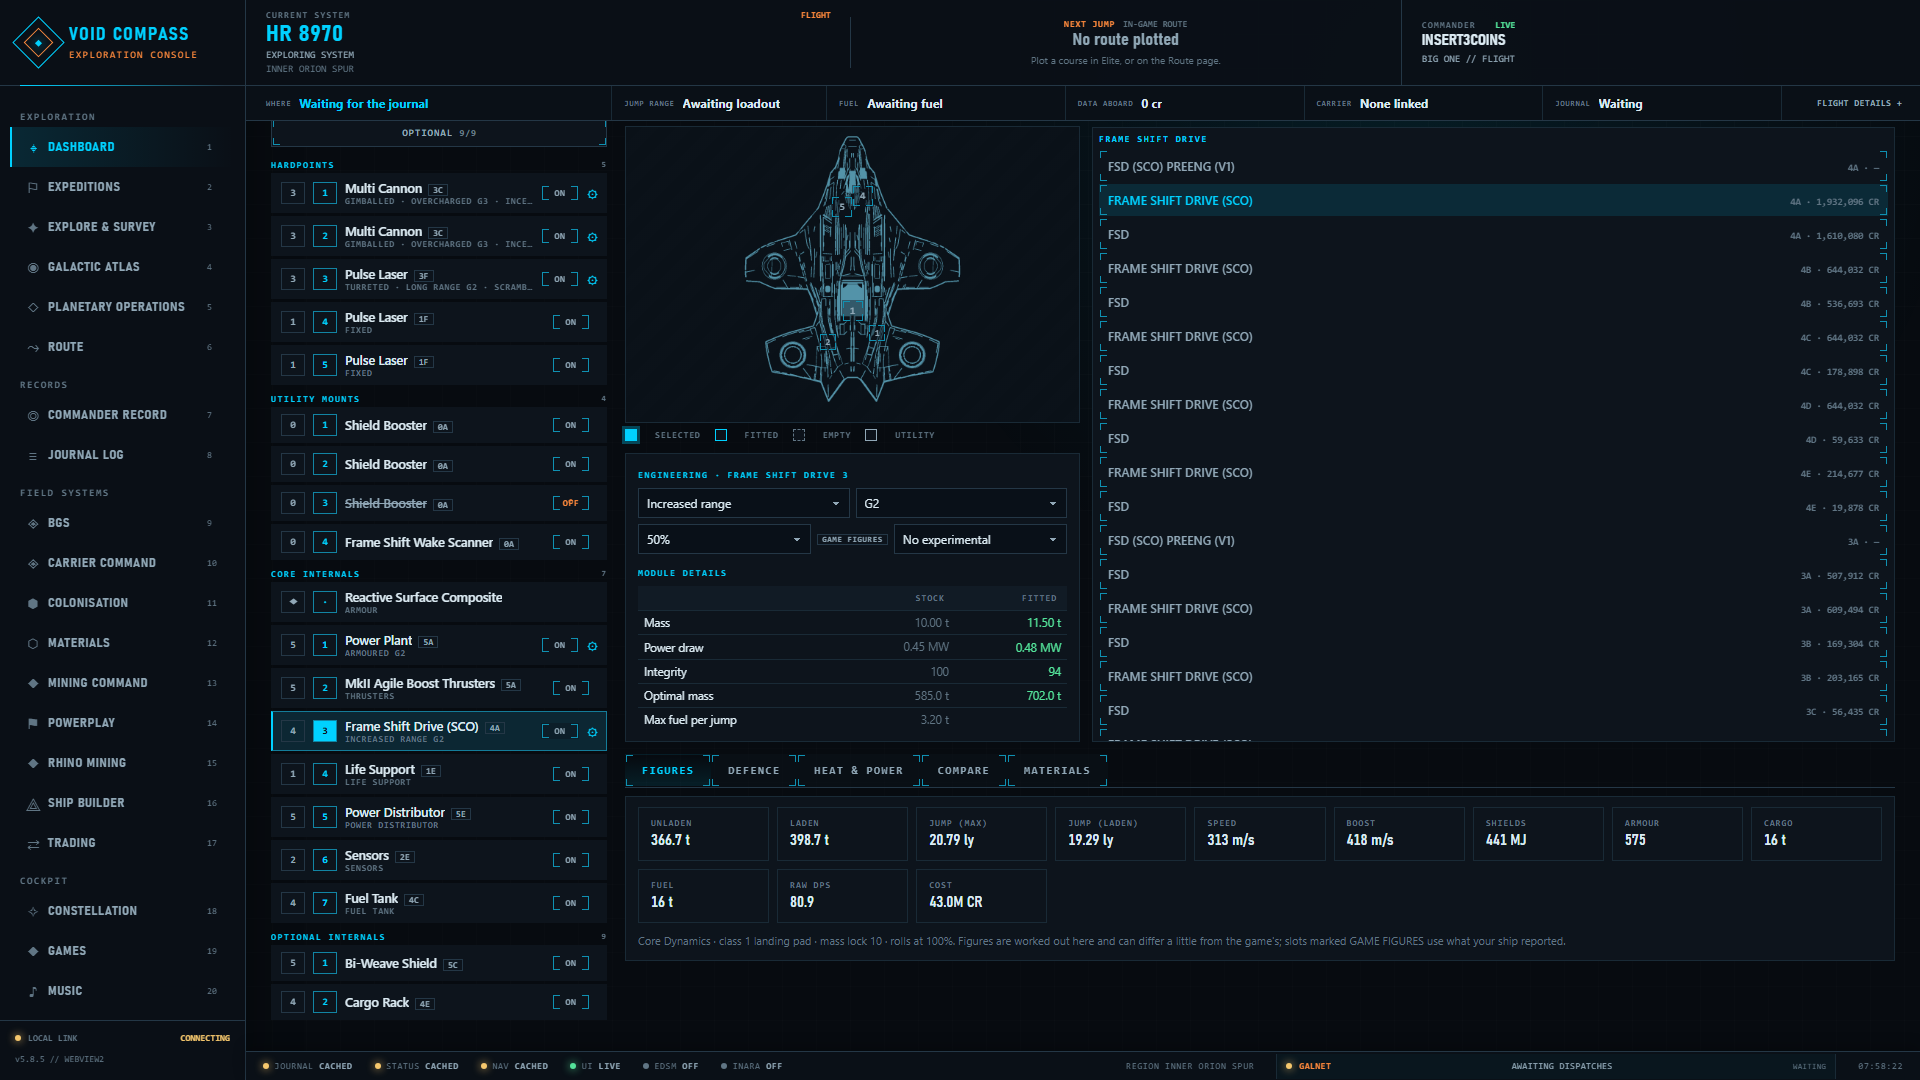 VOID COMPASS
EXPLORATION CONSOLE
CURRENT SYSTEM
HR 8970
EXPLORING SYSTEM
INNER ORION SPUR
FLIGHT
NEXT JUMP IN-GAME ROUTE
No route plotted
Plot a course in Elite, or on the Route page.
COMMANDER LIVE
INSERT3COINS
BIG ONE // FLIGHT
WHERE Waiting for the journal
JUMP RANGE Awaiting loadout
FUEL Awaiting fuel
DATA ABOARD 0 cr
CARRIER None linked
JOURNAL Waiting
FLIGHT DETAILS +
EXPLORATION
DASHBOARD 1
EXPEDITIONS 2
EXPLORE & SURVEY 3
GALACTIC ATLAS 4
PLANETARY OPERATIONS 5
ROUTE 6
RECORDS
COMMANDER RECORD 7
JOURNAL LOG 8
FIELD SYSTEMS
BGS 9
CARRIER COMMAND 10
COLONISATION 11
MATERIALS 12
MINING COMMAND 13
POWERPLAY 14
RHINO MINING 15
SHIP BUILDER 16
TRADING 17
COCKPIT
CONSTELLATION 18
GAMES 19
MUSIC 20
LOCAL LINK CONNECTING
v5.8.5 // WEBVIEW2
OPTIONAL 9/9
HARDPOINTS 5
3 1 Multi Cannon 3C ON
GIMBALLED · OVERCHARGED G3 · INCE…
3 2 Multi Cannon 3C ON
GIMBALLED · OVERCHARGED G3 · INCE…
3 3 Pulse Laser 3F ON
TURRETED · LONG RANGE G2 · SCRAMB…
1 4 Pulse Laser 1F ON
FIXED
1 5 Pulse Laser 1F ON
FIXED
UTILITY MOUNTS 4
0 1 Shield Booster 0A ON
0 2 Shield Booster 0A ON
0 3 Shield Booster 0A OFF
0 4 Frame Shift Wake Scanner 0A ON
CORE INTERNALS 7
Reactive Surface Composite
ARMOUR
5 1 Power Plant 5A ON
ARMOURED G2
5 2 MkII Agile Boost Thrusters 5A ON
THRUSTERS
4 3 Frame Shift Drive (SCO) 4A ON
INCREASED RANGE G2
1 4 Life Support 1E ON
LIFE SUPPORT
5 5 Power Distributor 5E ON
POWER DISTRIBUTOR
2 6 Sensors 2E ON
SENSORS
4 7 Fuel Tank 4C ON
FUEL TANK
OPTIONAL INTERNALS 9
5 1 Bi-Weave Shield 5C ON
4 2 Cargo Rack 4E ON
4
5
1
1
2
SELECTED FITTED EMPTY UTILITY
ENGINEERING · FRAME SHIFT DRIVE 3
Increased range G2
50% GAME FIGURES No experimental
MODULE DETAILS
STOCK FITTED
Mass 10.00 t 11.50 t
Power draw 0.45 MW 0.48 MW
Integrity 100 94
Optimal mass 585.0 t 702.0 t
Max fuel per jump 3.20 t
FRAME SHIFT DRIVE
FSD (SCO) PREENG (V1) 4A · —
FRAME SHIFT DRIVE (SCO) 4A · 1,932,096 CR
FSD 4A · 1,610,080 CR
FRAME SHIFT DRIVE (SCO) 4B · 644,032 CR
FSD 4B · 536,693 CR
FRAME SHIFT DRIVE (SCO) 4C · 644,032 CR
FSD 4C · 178,898 CR
FRAME SHIFT DRIVE (SCO) 4D · 644,032 CR
FSD 4D · 59,633 CR
FRAME SHIFT DRIVE (SCO) 4E · 214,677 CR
FSD 4E · 19,878 CR
FSD (SCO) PREENG (V1) 3A · —
FSD 3A · 507,912 CR
FRAME SHIFT DRIVE (SCO) 3A · 609,494 CR
FSD 3B · 169,304 CR
FRAME SHIFT DRIVE (SCO) 3B · 203,165 CR
FSD 3C · 56,435 CR
FIGURES DEFENCE HEAT & POWER COMPARE MATERIALS
UNLADEN LADEN JUMP (MAX) JUMP (LADEN) SPEED BOOST SHIELDS ARMOUR CARGO
366.7 t 398.7 t 20.79 ly 19.29 ly 313 m/s 418 m/s 441 MJ 575 16 t
FUEL RAW DPS COST
16 t 80.9 43.0M CR
Core Dynamics · class 1 landing pad · mass lock 10 · rolls at 100%. Figures are worked out here and can differ a little from the game's; slots marked GAME FIGURES use what your ship reported.
JOURNAL CACHED STATUS CACHED NAV CACHED UI LIVE EDSM OFF INARA OFF
REGION INNER ORION SPUR
GALNET AWAITING DISPATCHES WAITING 07:58:22